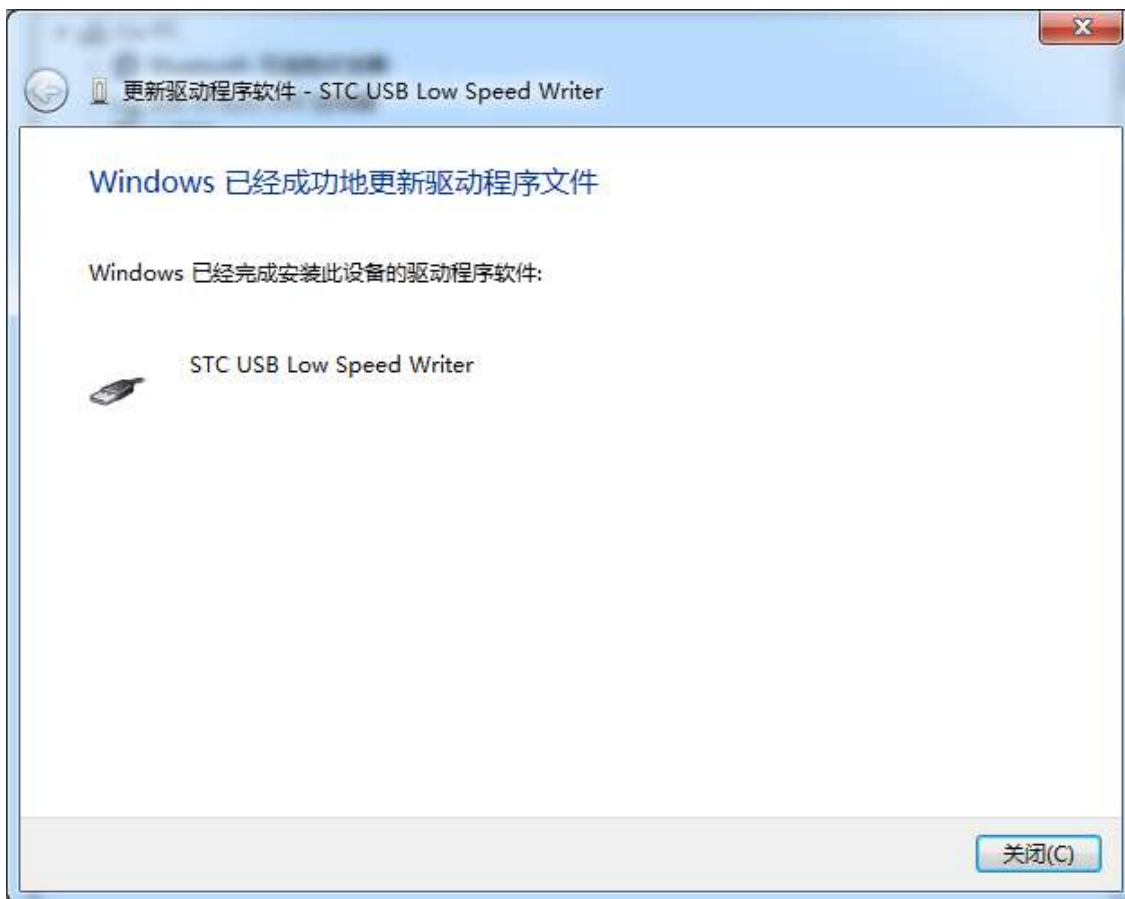 更新驱动程序软件 - STC USB Low Speed Writer
Windows 已经成功地更新驱动程序文件
Windows 已经完成安装此设备的驱动程序软件:
STC USB Low Speed Writer
关闭(C)